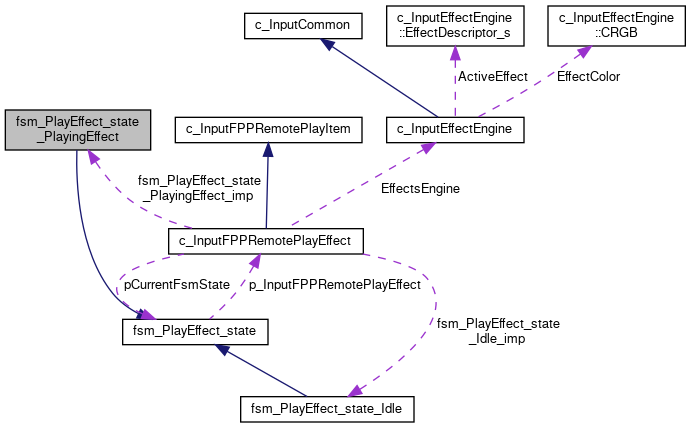 c_InputCommon
c_InputEffectEngine
::EffectDescriptor_s
c_InputEffectEngine
::CRGB
ActiveEffect
EffectColor
fsm_PlayEffect_state
_PlayingEffect
c_InputFPPRemotePlayItem
c_InputEffectEngine
fsm_PlayEffect_state
_PlayingEffect_imp
EffectsEngine
c_InputFPPRemotePlayEffect
pCurrentFsmState
p_InputFPPRemotePlayEffect
fsm_PlayEffect_state
fsm_PlayEffect_state
_Idle_imp
fsm_PlayEffect_state_Idle